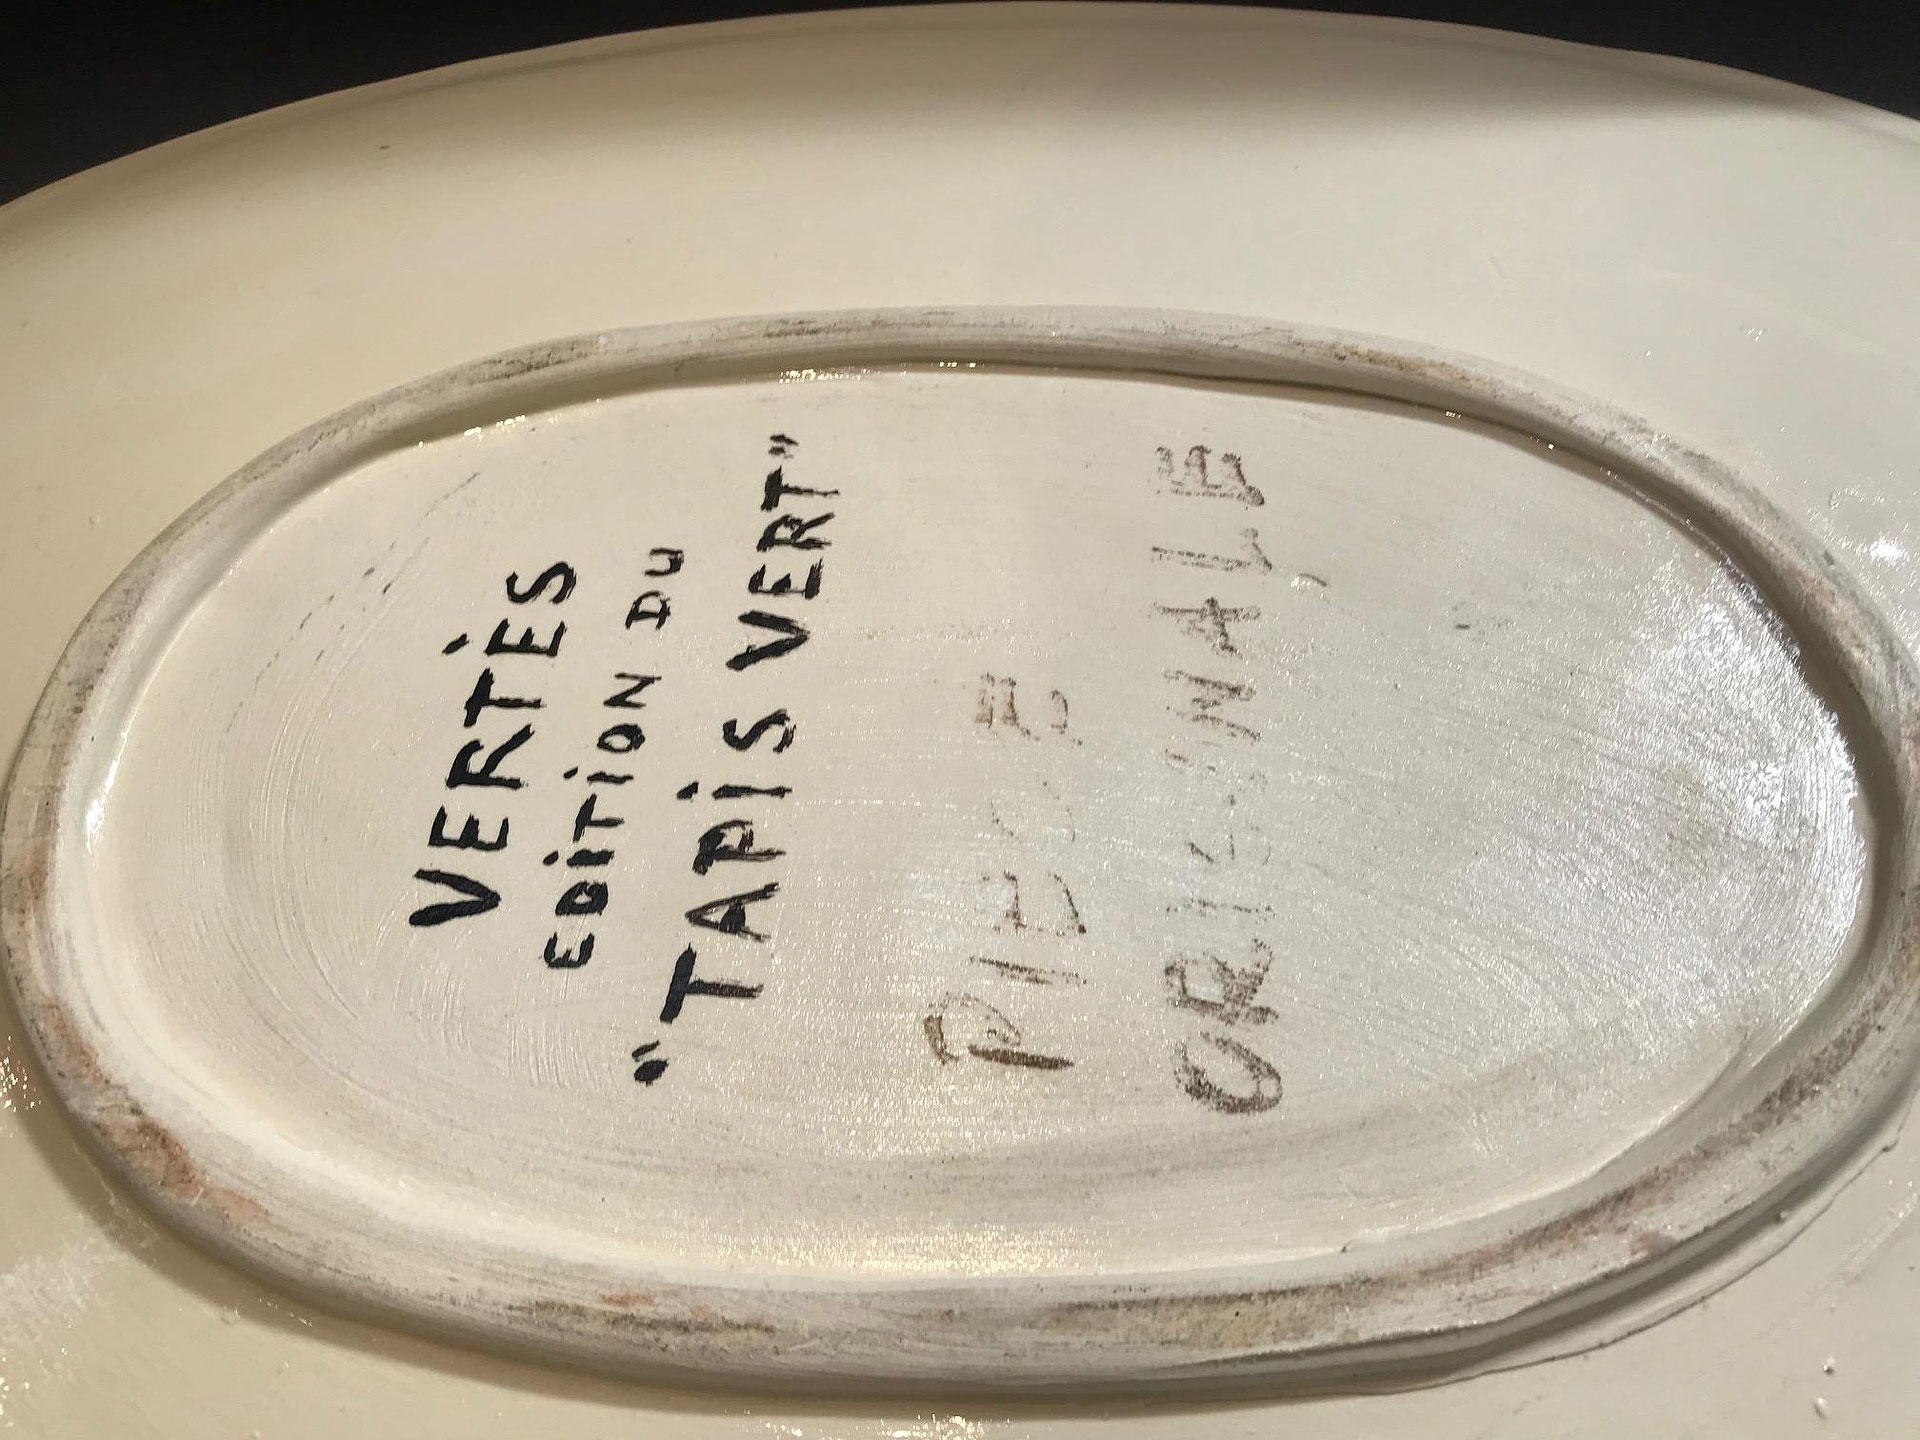 VERTÈS
EDITION DU
"TAPIS VERT"
PIECE
ORIGINALE